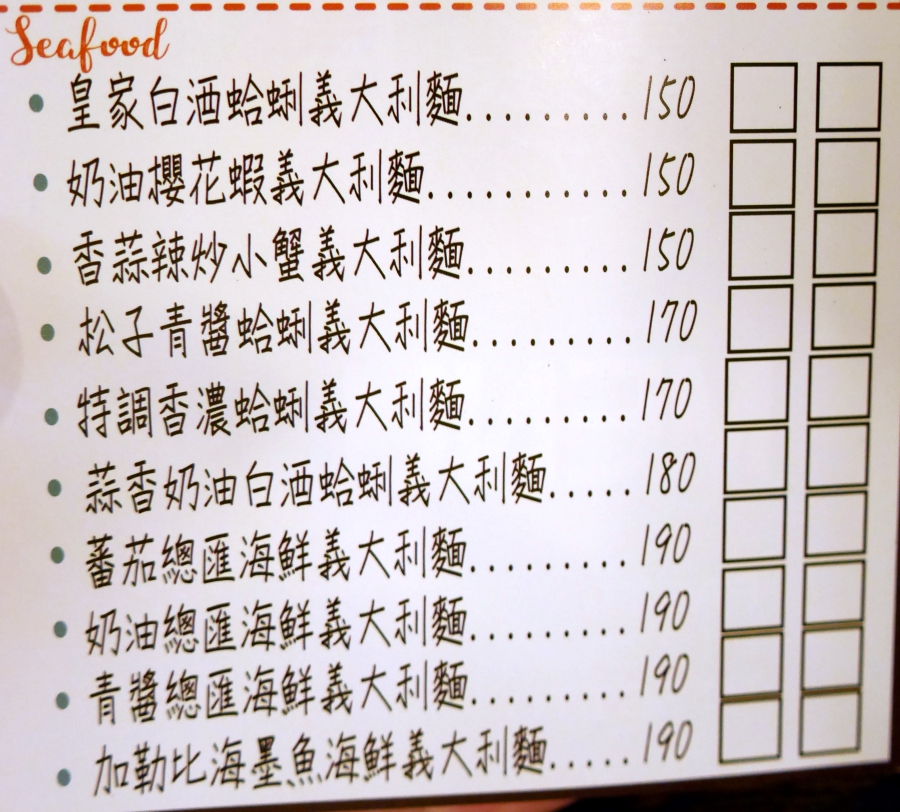 Seafood
• 皇家白酒蛤蜊義大利麵.........150
• 奶油櫻花蝦義大利麵...........150
• 香蒜辣炒小蟹義大利麵.........150
• 松子青醬蛤蜊義大利麵.........170
• 特調香濃蛤蜊義大利麵.........170
• 蒜香奶油白酒蛤蜊義大利麵.....180
• 蕃茄總匯海鮮義大利麵.........190
• 奶油總匯海鮮義大利麵.........190
• 青醬總匯海鮮義大利麵.........190
• 加勒比海墨魚海鮮義大利麵.....190